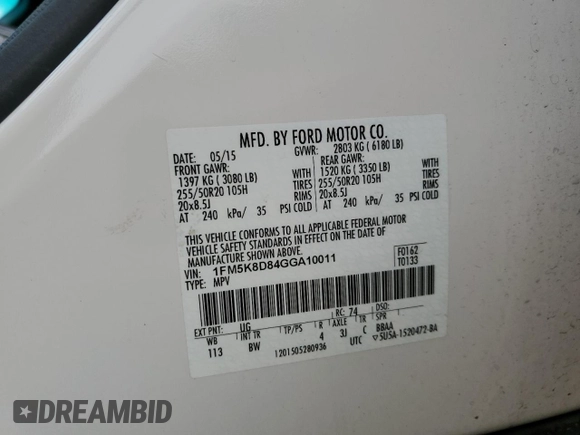 MFD. BY FORD MOTOR CO.
DATE: 05/15 GVWR: 2803 KG ( 6180 LB)
FRONT GAWR: REAR GAWR:
1397 KG ( 3080 LB) WITH 1520 KG ( 3350 LB) WITH
255/50R20 105H TIRES 255/50R20 105H TIRES
20x8.5J RIMS 20x8.5J RIMS
AT 240 kPa/ 35 PSI COLD AT 240 kPa/ 35 PSI COLD
THIS VEHICLE CONFORMS TO ALL APPLICABLE FEDERAL MOTOR
VEHICLE SAFETY STANDARDS IN EFFECT ON THE DATE OF
MANUFACTURE SHOWN ABOVE.
VIN: 1FM5K8D84GGA10011 F0162
TYPE: MPV T0133
EXT PNT: UG RC: 74 DSO:
WB INT TR TP/PS R AXLE TR SPR
113 BW 4 3J C BBAA
1201505280936 UTC ▽5U5A-1520472-BA
DREAMBID